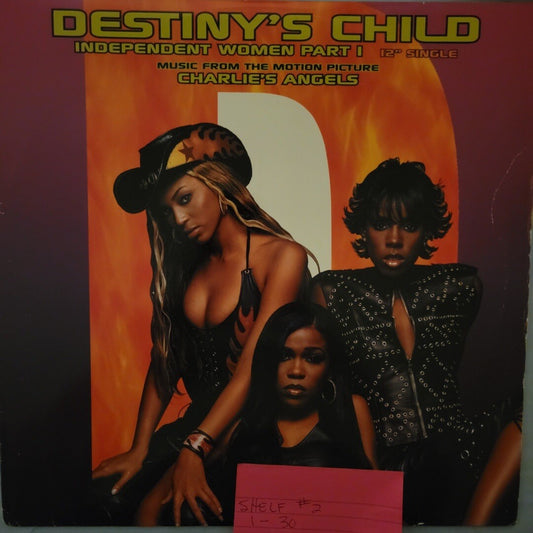 DESTINY'S CHILD
INDEPENDENT WOMEN PART I 12" SINGLE
MUSIC FROM THE MOTION PICTURE
CHARLIE'S ANGELS
SHELF #2
1-30